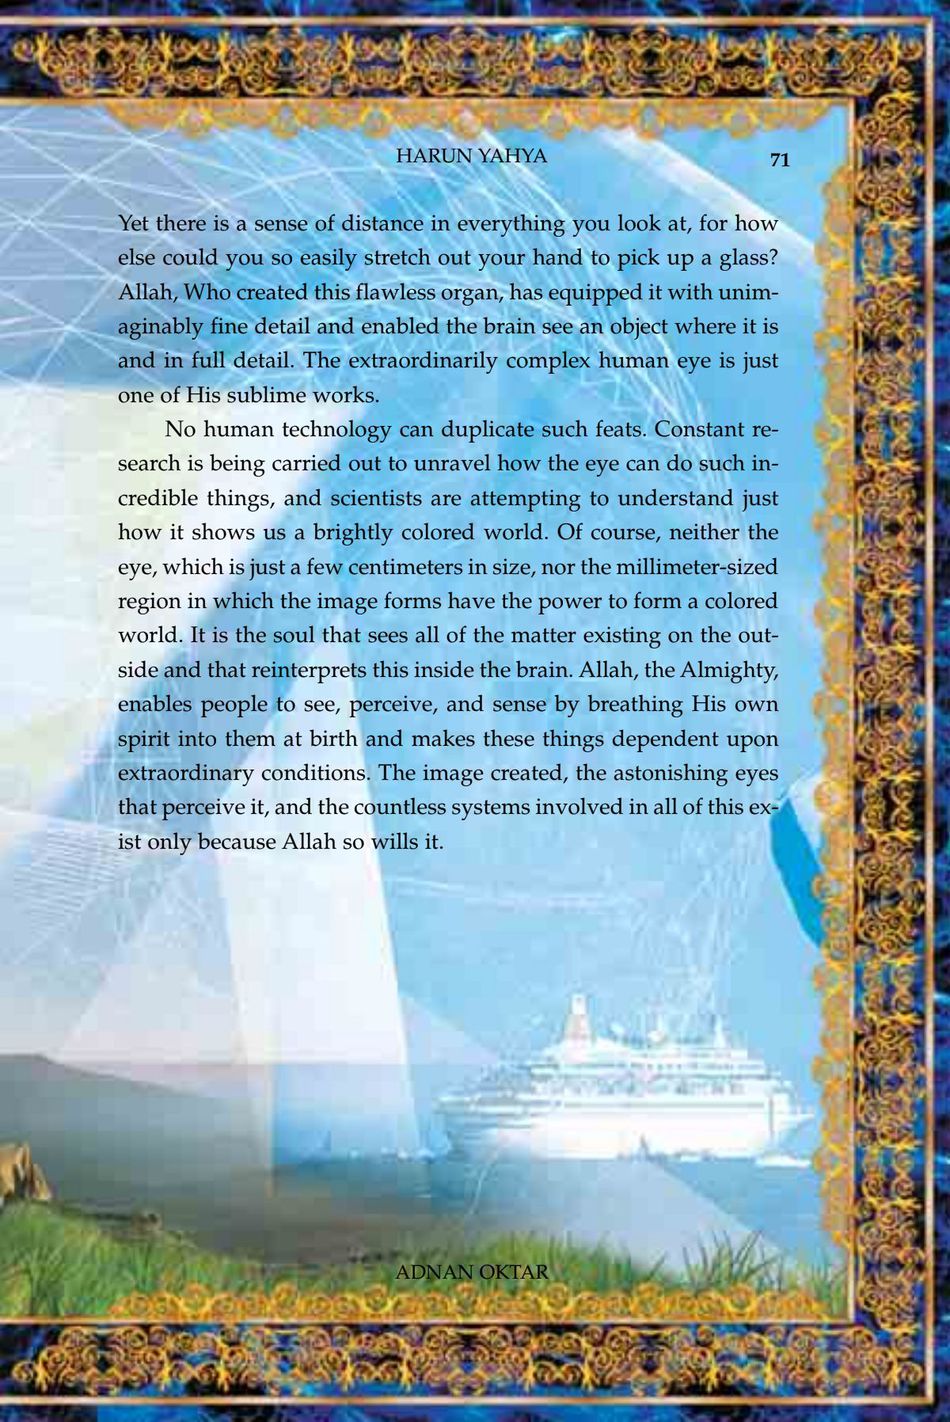 HARUN YAHYA
71
Yet there is a sense of distance in everything you look at, for how
else could you so easily stretch out your hand to pick up a glass?
Allah, Who created this flawless organ, has equipped it with unim-
aginably fine detail and enabled the brain see an object where it is
and in full detail. The extraordinarily complex human eye is just
one of His sublime works.
No human technology can duplicate such feats. Constant re-
search is being carried out to unravel how the eye can do such in-
credible things, and scientists are attempting to understand just
how it shows us a brightly colored world. Of course, neither the
eye, which is just a few centimeters in size, nor the millimeter-sized
region in which the image forms have the power to form a colored
world. It is the soul that sees all of the matter existing on the out-
side and that reinterprets this inside the brain. Allah, the Almighty,
enables people to see, perceive, and sense by breathing His own
spirit into them at birth and makes these things dependent upon
extraordinary conditions. The image created, the astonishing eyes
that perceive it, and the countless systems involved in all of this ex-
ist only because Allah so wills it.
ADNAN OKTAR